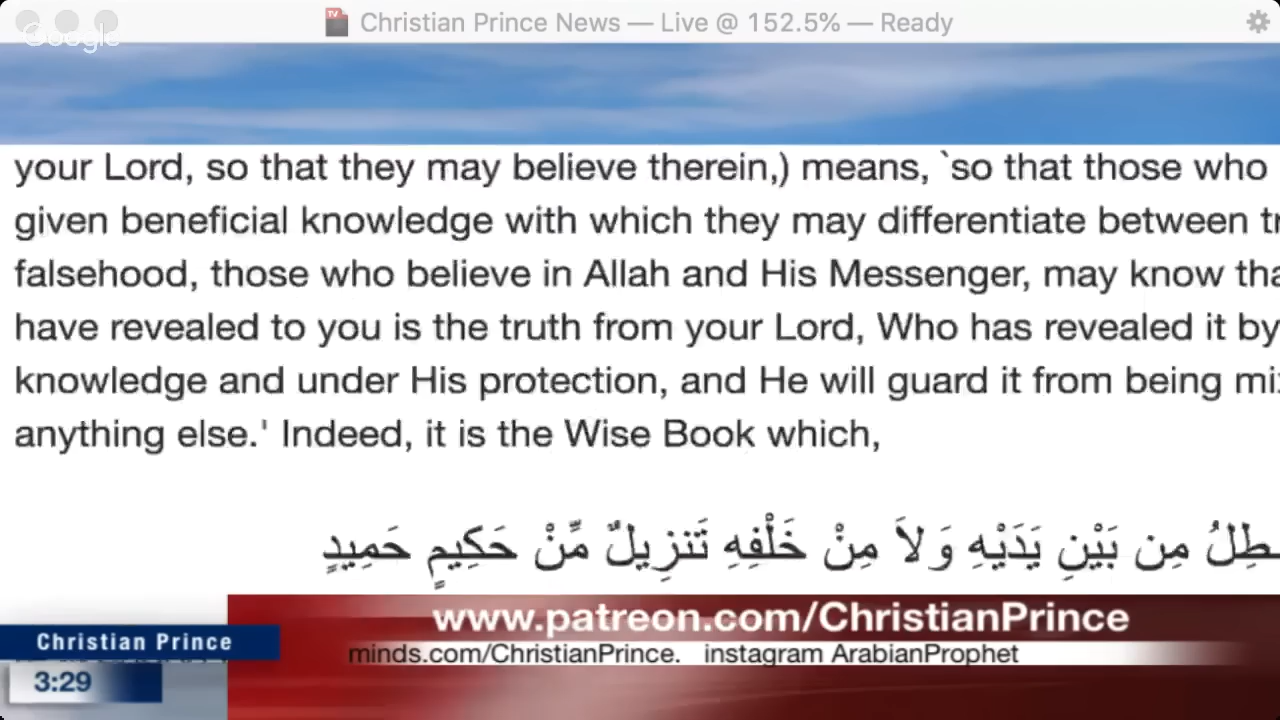 Christian Prince News — Live @ 152.5% — Ready
Google
your Lord, so that they may believe therein,) means, `so that those who
given beneficial knowledge with which they may differentiate between tr
falsehood, those who believe in Allah and His Messenger, may know tha
have revealed to you is the truth from your Lord, Who has revealed it by
knowledge and under His protection, and He will guard it from being mi
anything else.' Indeed, it is the Wise Book which,
ـطِلُ مِن بَيْنِ يَدَيْهِ وَلاَ مِنْ خَلْفِهِ تَنزِيلٌ مِّنْ حَكِيمٍ حَمِيدٍ
www.patreon.com/ChristianPrince
Christian Prince
minds.com/ChristianPrince. instagram ArabianProphet
3:29